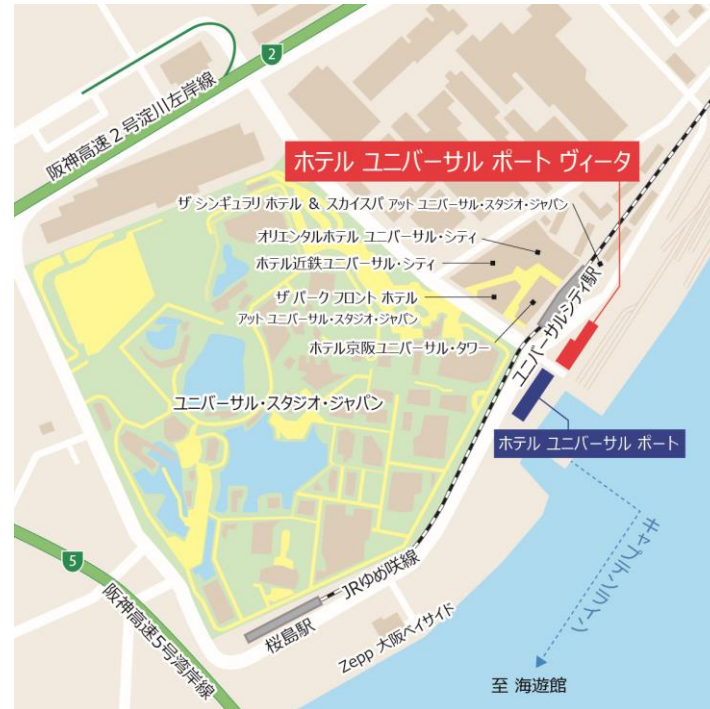 2
阪神高速２号淀川左岸線
ホテル ユニバーサル ポート ヴィータ
ザ シンギュラリ ホテル & スカイスパ アット ユニバーサル・スタジオ・ジャパン
オリエンタルホテル ユニバーサル・シティ
ホテル近鉄ユニバーサル・シティ
ザ パーク フロント ホテル
アット ユニバーサル・スタジオ・ジャパン
ホテル京阪ユニバーサル・タワー
ユニバーサルシティ駅
ユニバーサル・スタジオ・ジャパン
ホテル ユニバーサル ポート
キャプテンライン
5
阪神高速5号湾岸線
JRゆめ咲線
桜島駅
Zepp 大阪ベイサイド
至 海遊館